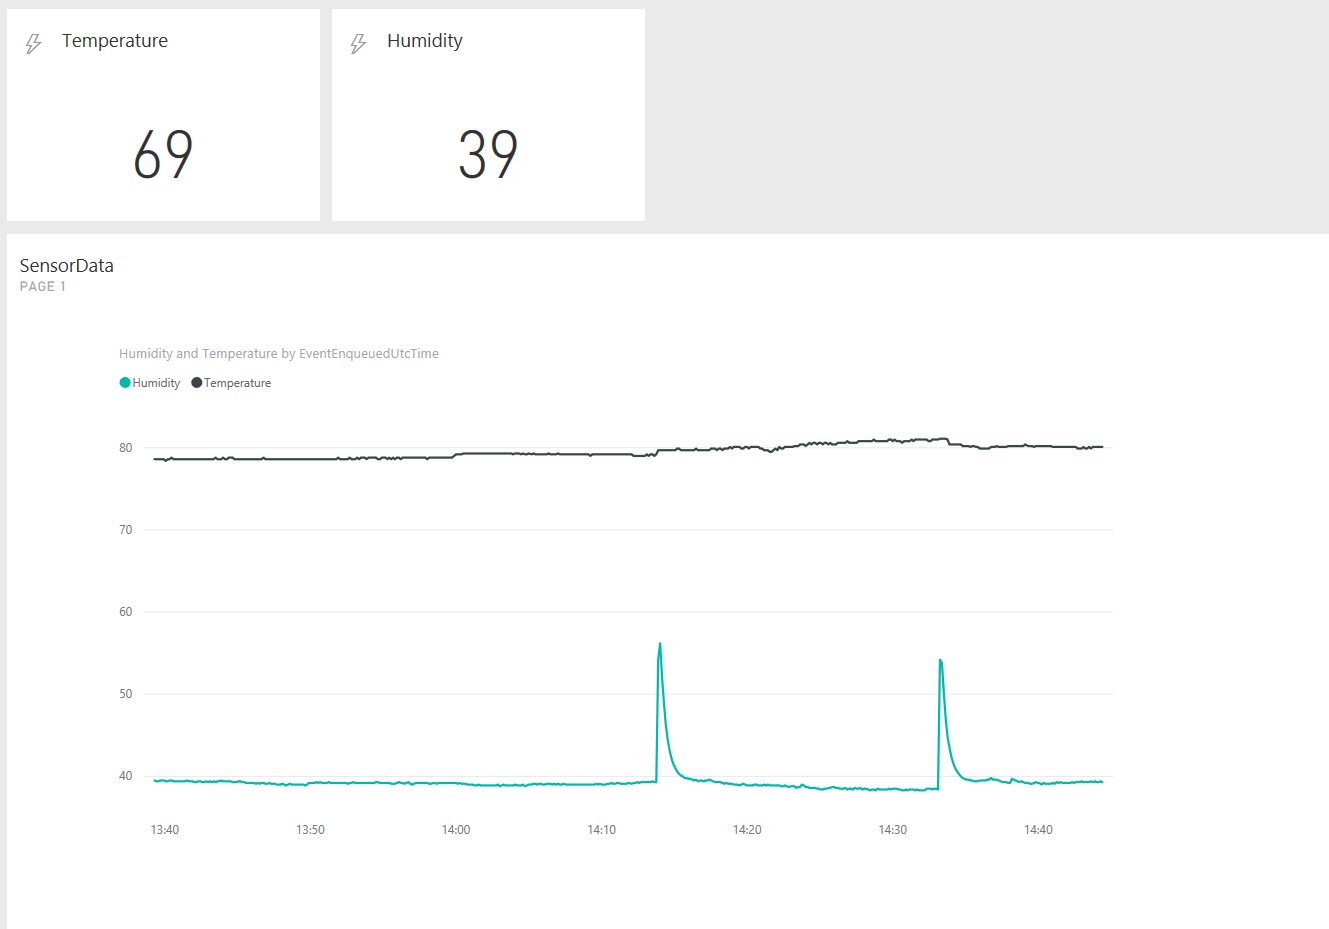 Temperature
Humidity
69
39
SensorData
PAGE 1
Humidity and Temperature by EventEnqueuedUtcTime
Humidity Temperature
80
70
60
50
40
13:40 13:50 14:00 14:10 14:20 14:30 14:40